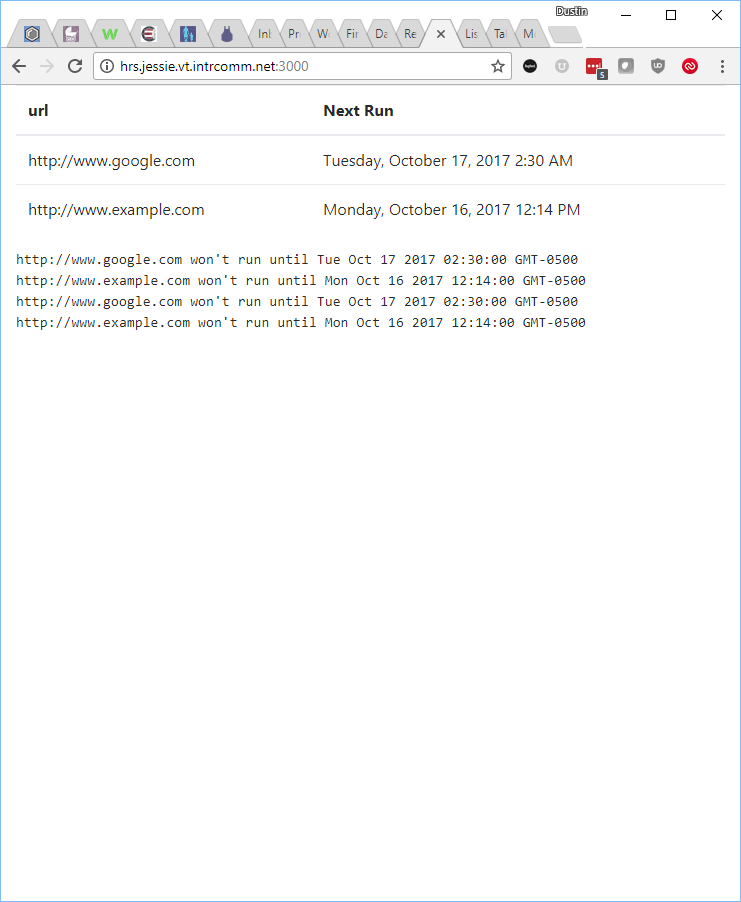 Dustin
Inl Pr W Fir Da Re Lis Tal M
hrs.jessie.vt.intrcomm.net:3000
5
url Next Run
http://www.google.com Tuesday, October 17, 2017 2:30 AM
http://www.example.com Monday, October 16, 2017 12:14 PM
http://www.google.com won't run until Tue Oct 17 2017 02:30:00 GMT-0500
http://www.example.com won't run until Mon Oct 16 2017 12:14:00 GMT-0500
http://www.google.com won't run until Tue Oct 17 2017 02:30:00 GMT-0500
http://www.example.com won't run until Mon Oct 16 2017 12:14:00 GMT-0500